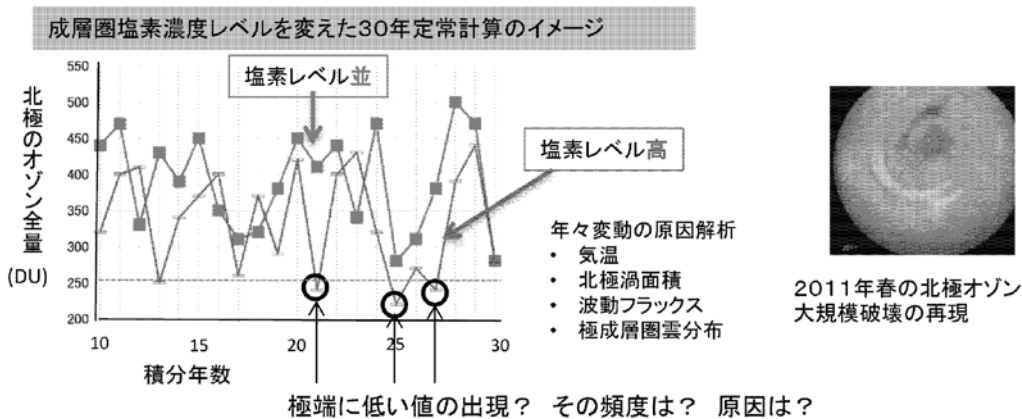 成層圏塩素濃度レベルを変えた30年定常計算のイメージ
北極のオゾン全量
(DU)
550
500
450
400
350
300
250
200
10
15
20
25
30
積分年数
塩素レベル並
塩素レベル高
年々変動の原因解析
• 気温
• 北極渦面積
• 波動フラックス
• 極成層圏雲分布
2011
2011年春の北極オゾン
大規模破壊の再現
極端に低い値の出現？ その頻度は？ 原因は？